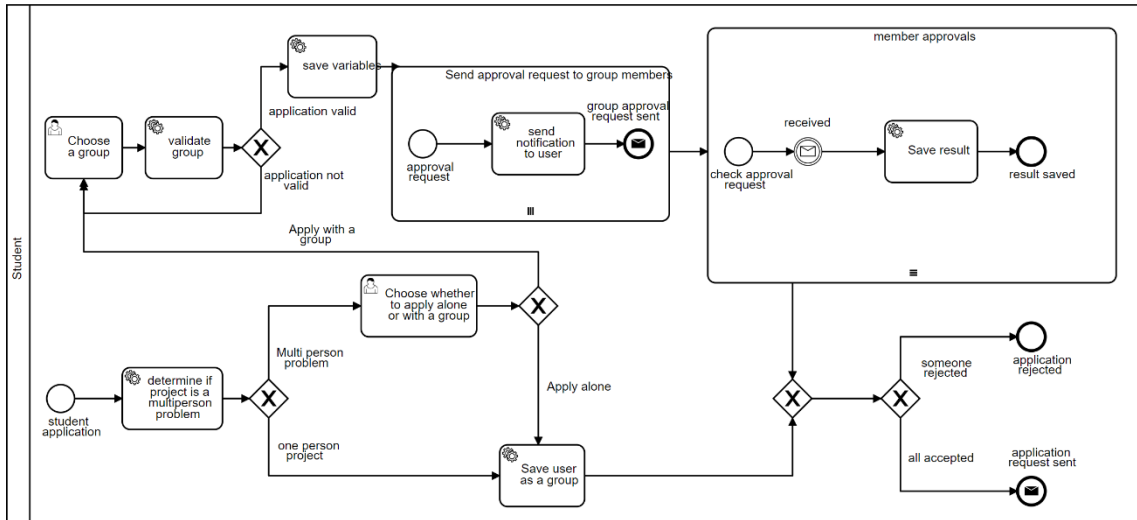 Student
save variables
member approvals
Send approval request to group members
Choose
a group
validate
group
application valid
application not
valid
approval
request
send
notification
to user
group approval
request sent
check approval
request
received
Save result
result saved
Apply with a
group
Choose whether
to apply alone
or with a group
Multi person
problem
Apply alone
student
application
determine if
project is a
multiperson
problem
one person
project
Save user
as a group
someone
rejected
application
rejected
all accepted
application
request sent